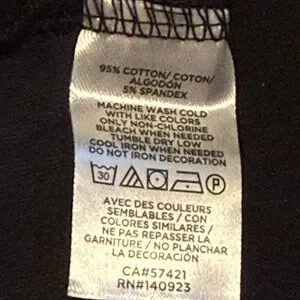 95% COTTON/ COTON/
ALGODÓN
5% SPANDEX
MACHINE WASH COLD
WITH LIKE COLORS
ONLY NON-CHLORINE
BLEACH WHEN NEEDED
TUMBLE DRY LOW
COOL IRON WHEN NEEDED
DO NOT IRON DECORATION
30 P
AVEC DES COULEURS
SEMBLABLES / CON
COLORES SIMILARES /
NE PAS REPASSER LA
GARNITURE / NO PLANCHAR
LA DECORACIÓN
CA#57421
RN#140923